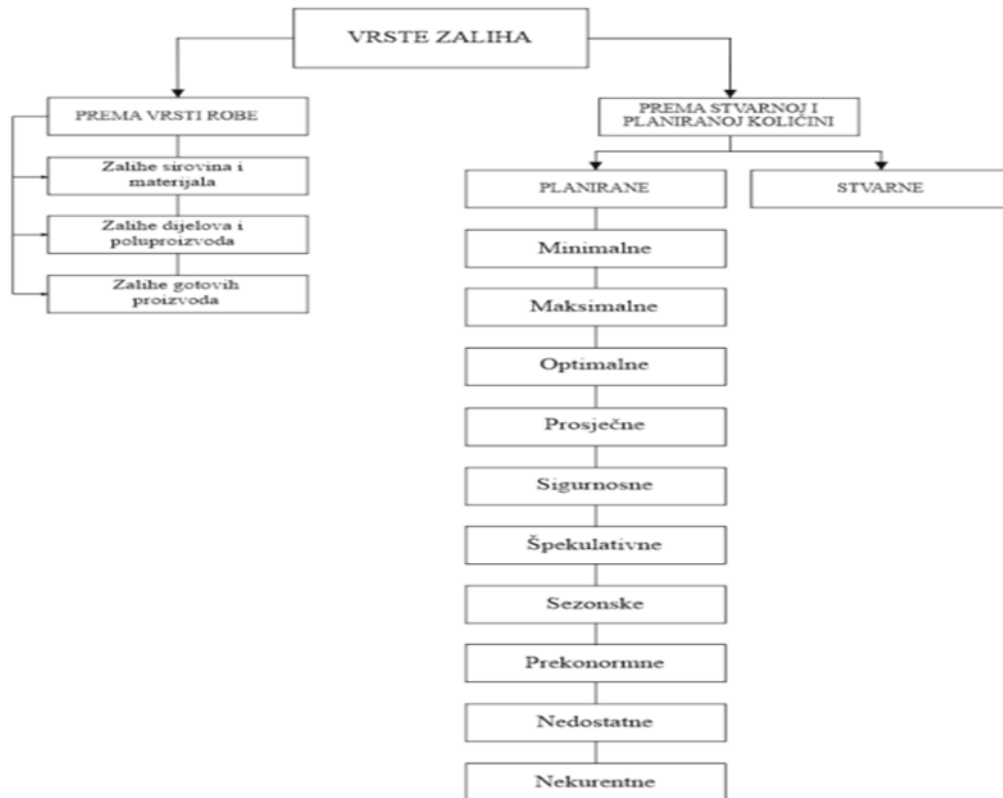 VRSTE ZALIHA
PREMA VRSTI ROBE
Zalihe sirovina i
materijala
Zalihe dijelova i
poluproizvoda
Zalihe gotovih
proizvoda
PREMA STVARNOJ I
PLANIRANOJ KOLIČINI
PLANIRANE
STVARNE
Minimalne
Maksimalne
Optimalne
Prosječne
Sigurnosne
Špekulativne
Sezonske
Prekonormne
Nedostatne
Nekurentne